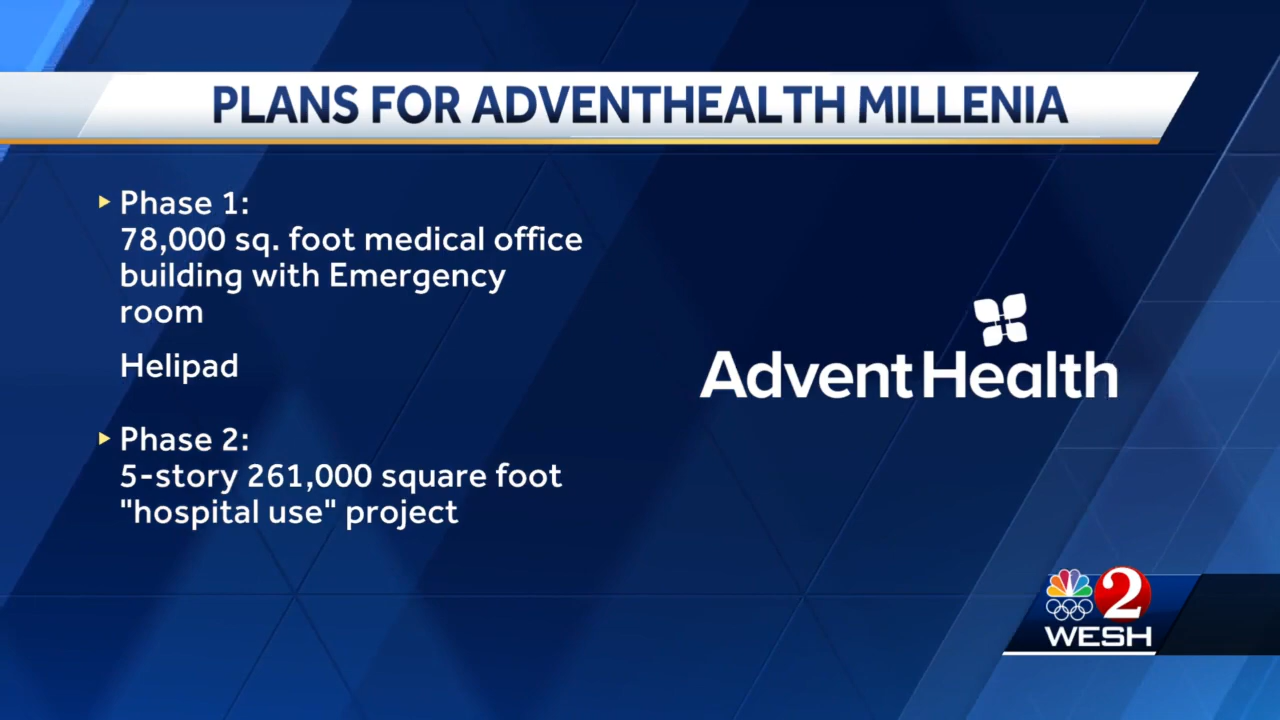 PLANS FOR ADVENTHEALTH MILLENIA
Phase 1:
78,000 sq. foot medical office
building with Emergency
room
Helipad
Phase 2:
5-story 261,000 square foot
"hospital use" project
AdventHealth
2
WESH